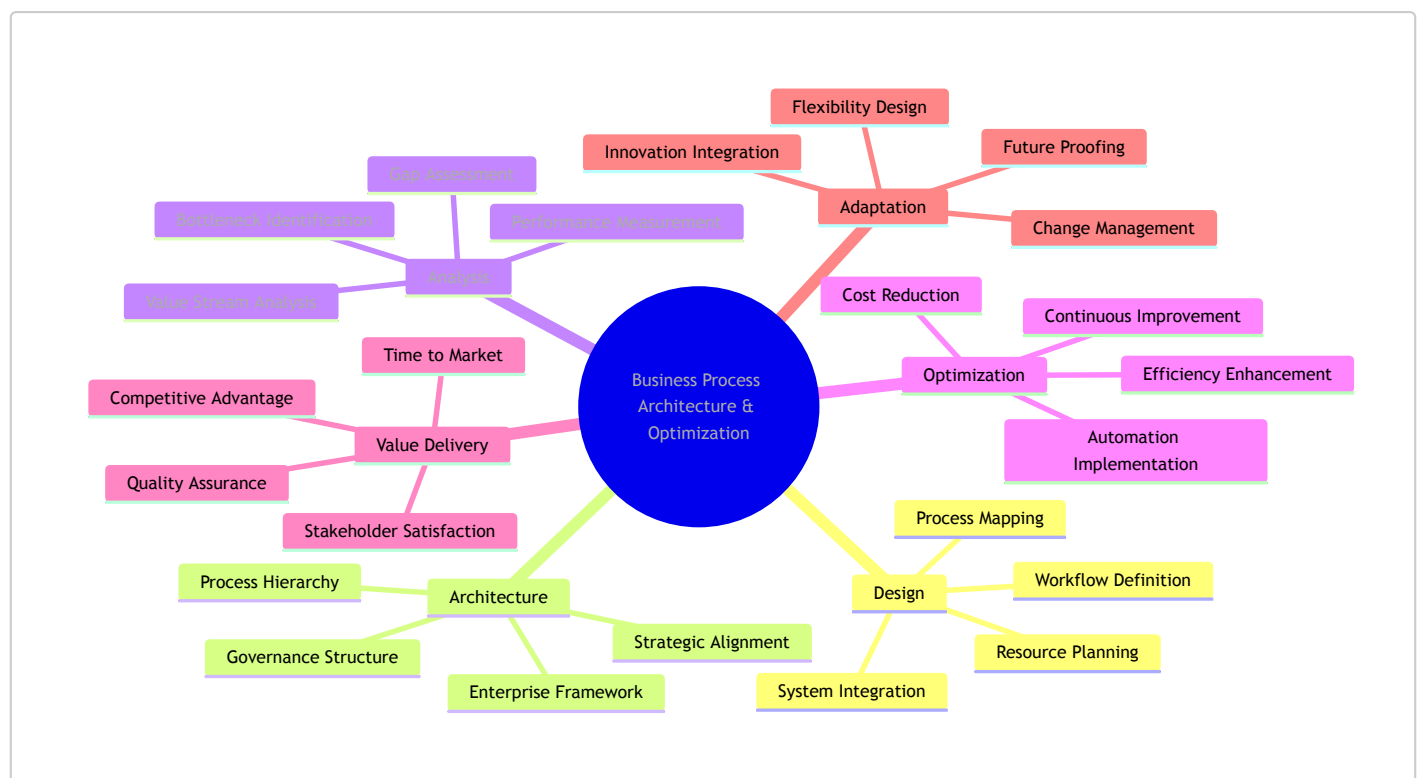 Flexibility Design
Innovation Integration
Future Proofing
Adaptation
Change Management
Gap Assessment
Bottleneck Identification
Performance Measurement
Analysis
Value Stream Analysis
Cost Reduction
Continuous Improvement
Optimization
Efficiency Enhancement
Automation
Implementation
Business Process
Architecture &
Optimization
Time to Market
Competitive Advantage
Value Delivery
Quality Assurance
Stakeholder Satisfaction
Process Mapping
Workflow Definition
Design
Resource Planning
System Integration
Process Hierarchy
Architecture
Strategic Alignment
Governance Structure
Enterprise Framework